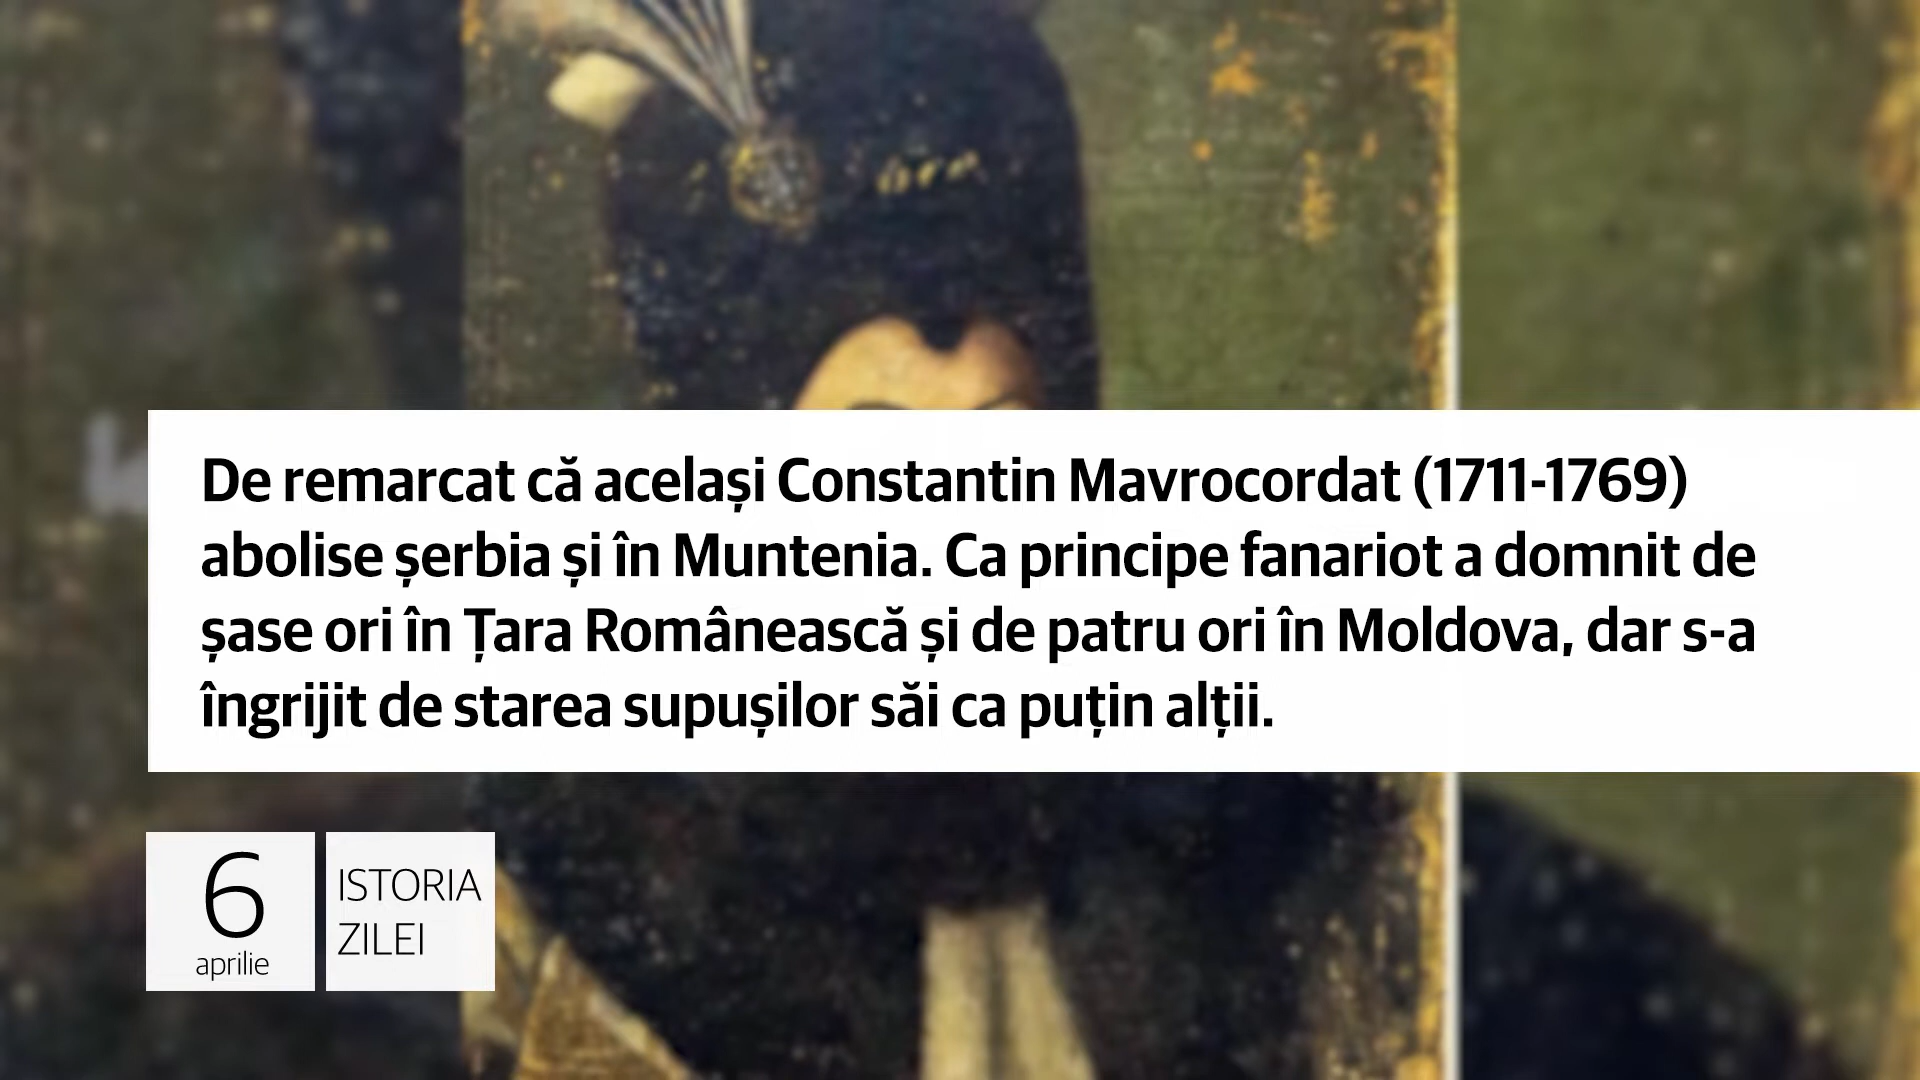 De remarcat că același Constantin Mavrocordat (1711-1769)
abolise șerbia și în Muntenia. Ca principe fanariot a domnit de
șase ori în Țara Românească și de patru ori în Moldova, dar s-a
îngrijit de starea supușilor săi ca puțin alții.
6
aprilie
ISTORIA
ZILEI